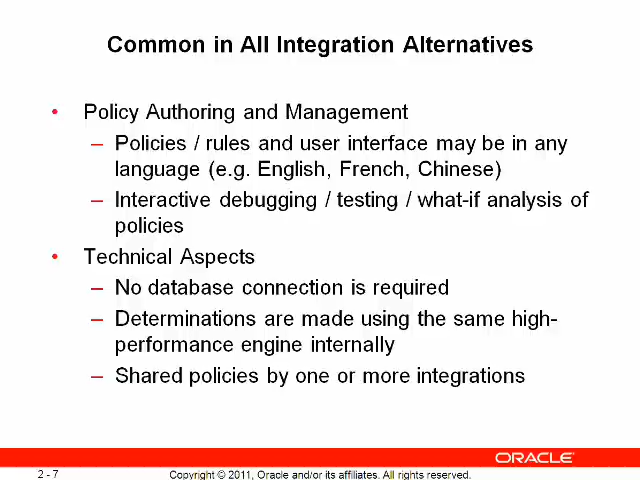 Common in All Integration Alternatives
• Policy Authoring and Management
– Policies / rules and user interface may be in any
language (e.g. English, French, Chinese)
– Interactive debugging / testing / what-if analysis of
policies
• Technical Aspects
– No database connection is required
– Determinations are made using the same high-
performance engine internally
– Shared policies by one or more integrations
ORACLE
2 - 7
Copyright © 2011, Oracle and/or its affiliates. All rights reserved.